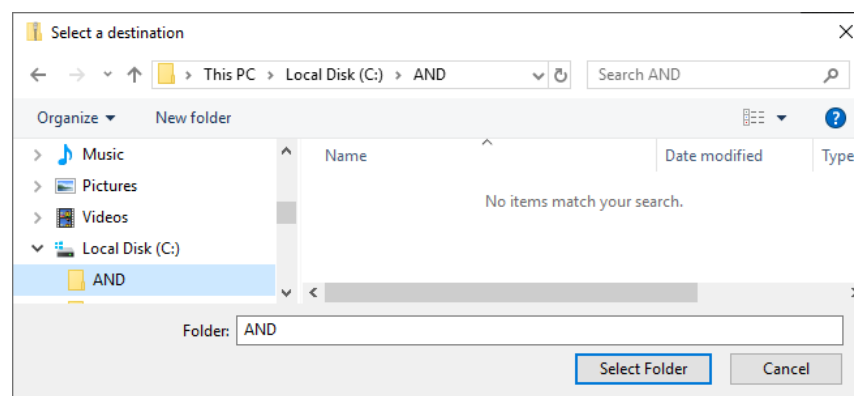 Select a destination
This PC > Local Disk (C:) > AND
Search AND
Organize
New folder
Music
Pictures
Videos
Local Disk (C:)
AND
Name
Date modified
Type
No items match your search.
Folder: AND
Select Folder
Cancel